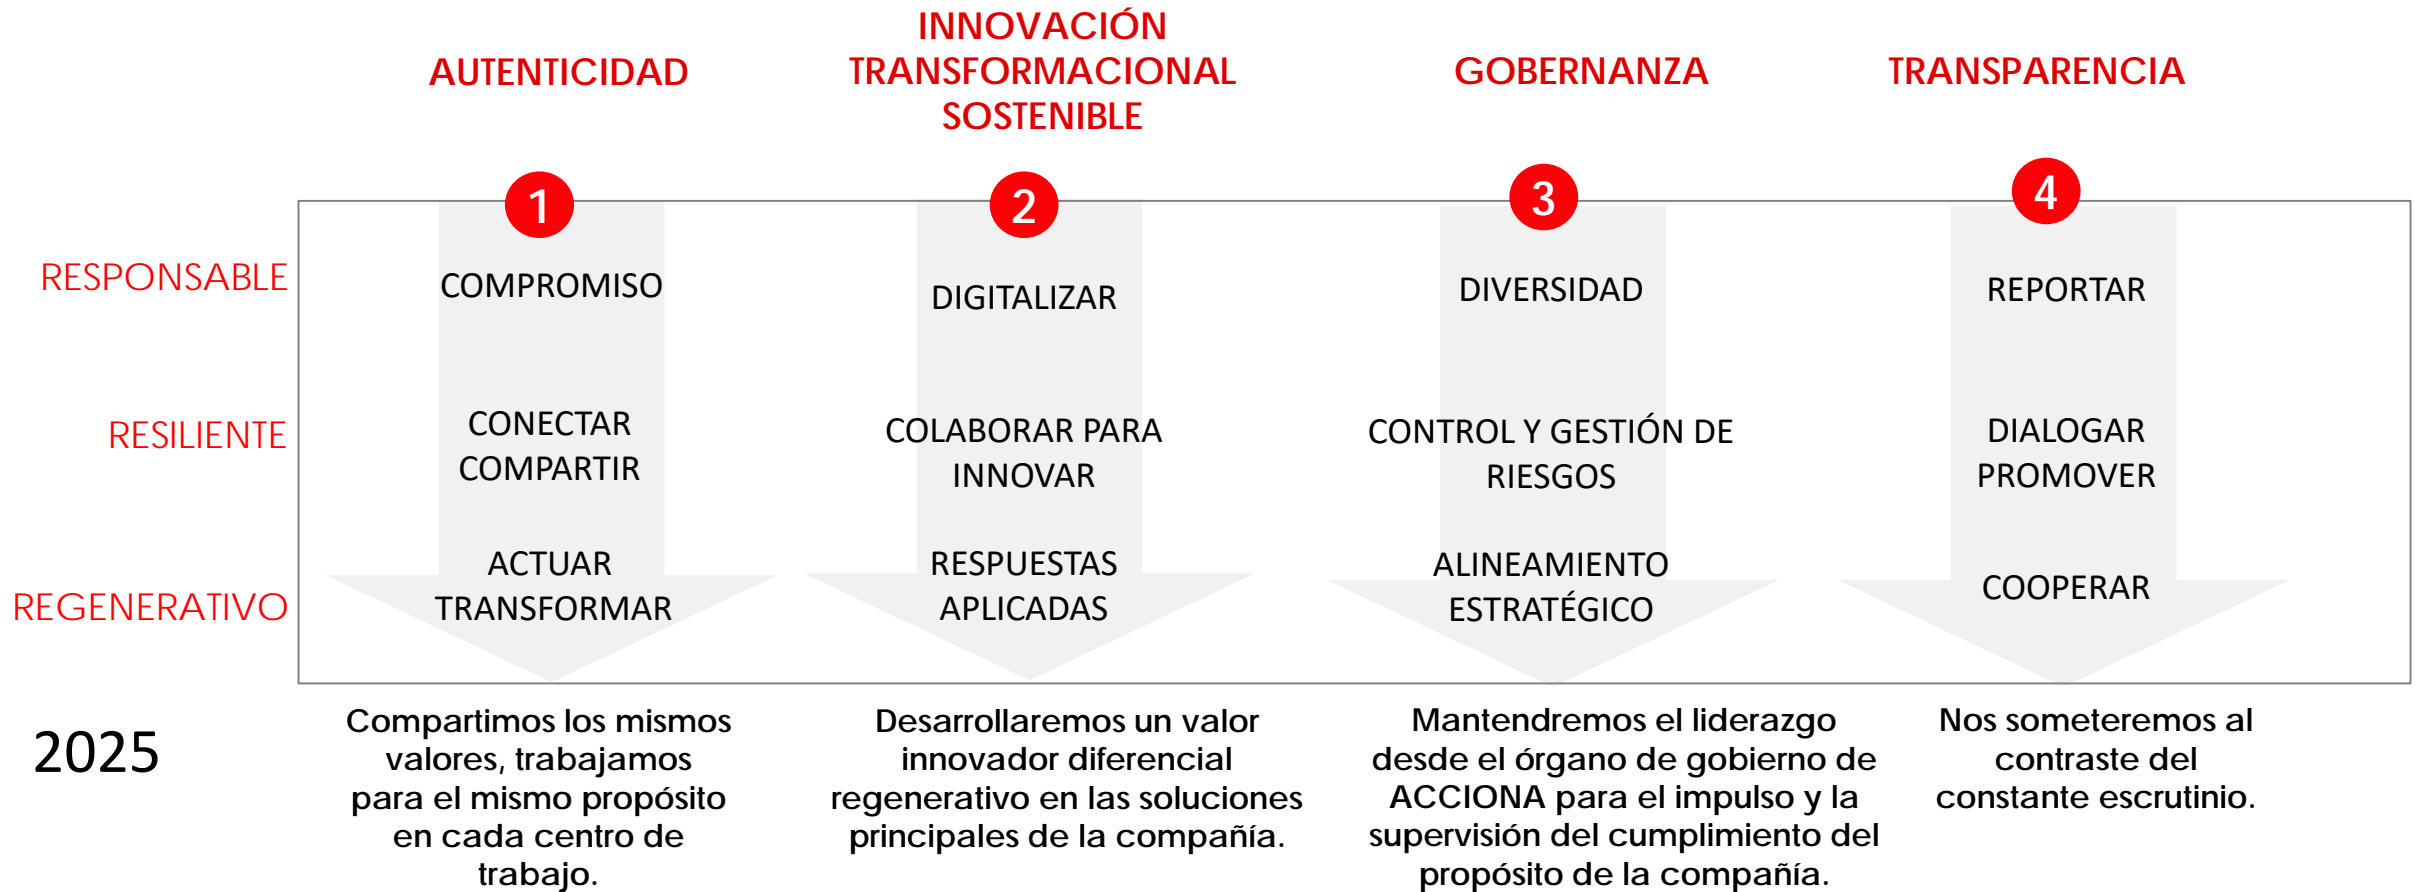 AUTENTICIDAD
INNOVACIÓN
TRANSFORMACIONAL
SOSTENIBLE
GOBERNANZA
TRANSPARENCIA
1
2
3
4
RESPONSABLE
COMPROMISO
DIGITALIZAR
DIVERSIDAD
REPORTAR
RESILIENTE
CONECTAR
COMPARTIR
COLABORAR PARA
INNOVAR
CONTROL Y GESTIÓN DE
RIESGOS
DIALOGAR
PROMOVER
REGENERATIVO
ACTUAR
TRANSFORMAR
RESPUESTAS
APLICADAS
ALINEAMIENTO
ESTRATÉGICO
COOPERAR
2025
Compartimos los mismos
valores, trabajamos
para el mismo propósito
en cada centro de
trabajo.
Desarrollaremos un valor
innovador diferencial
regenerativo en las soluciones
principales de la compañía.
Mantendremos el liderazgo
desde el órgano de gobierno de
ACCIONA para el impulso y la
supervisión del cumplimiento del
propósito de la compañía.
Nos someteremos al
contraste del
constante escrutinio.